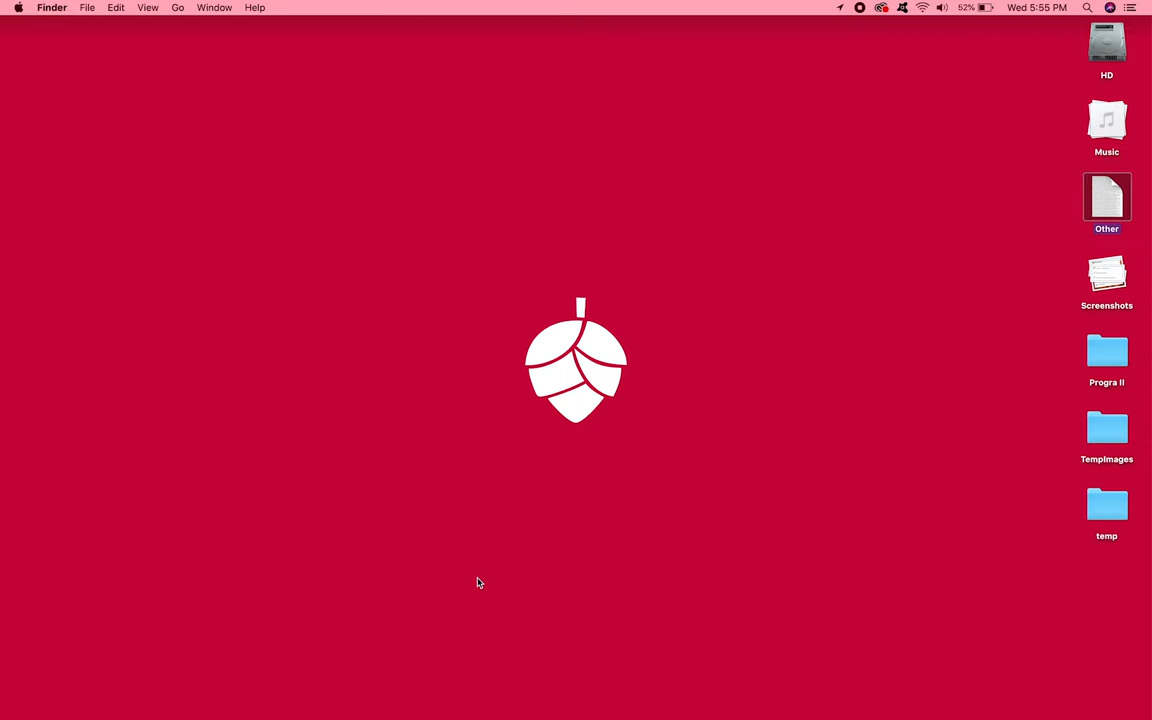 Finder File Edit View Go Window Help 52% Wed 5:55 PM
HD
Music
Other
Screenshots
Progra II
TempImages
temp